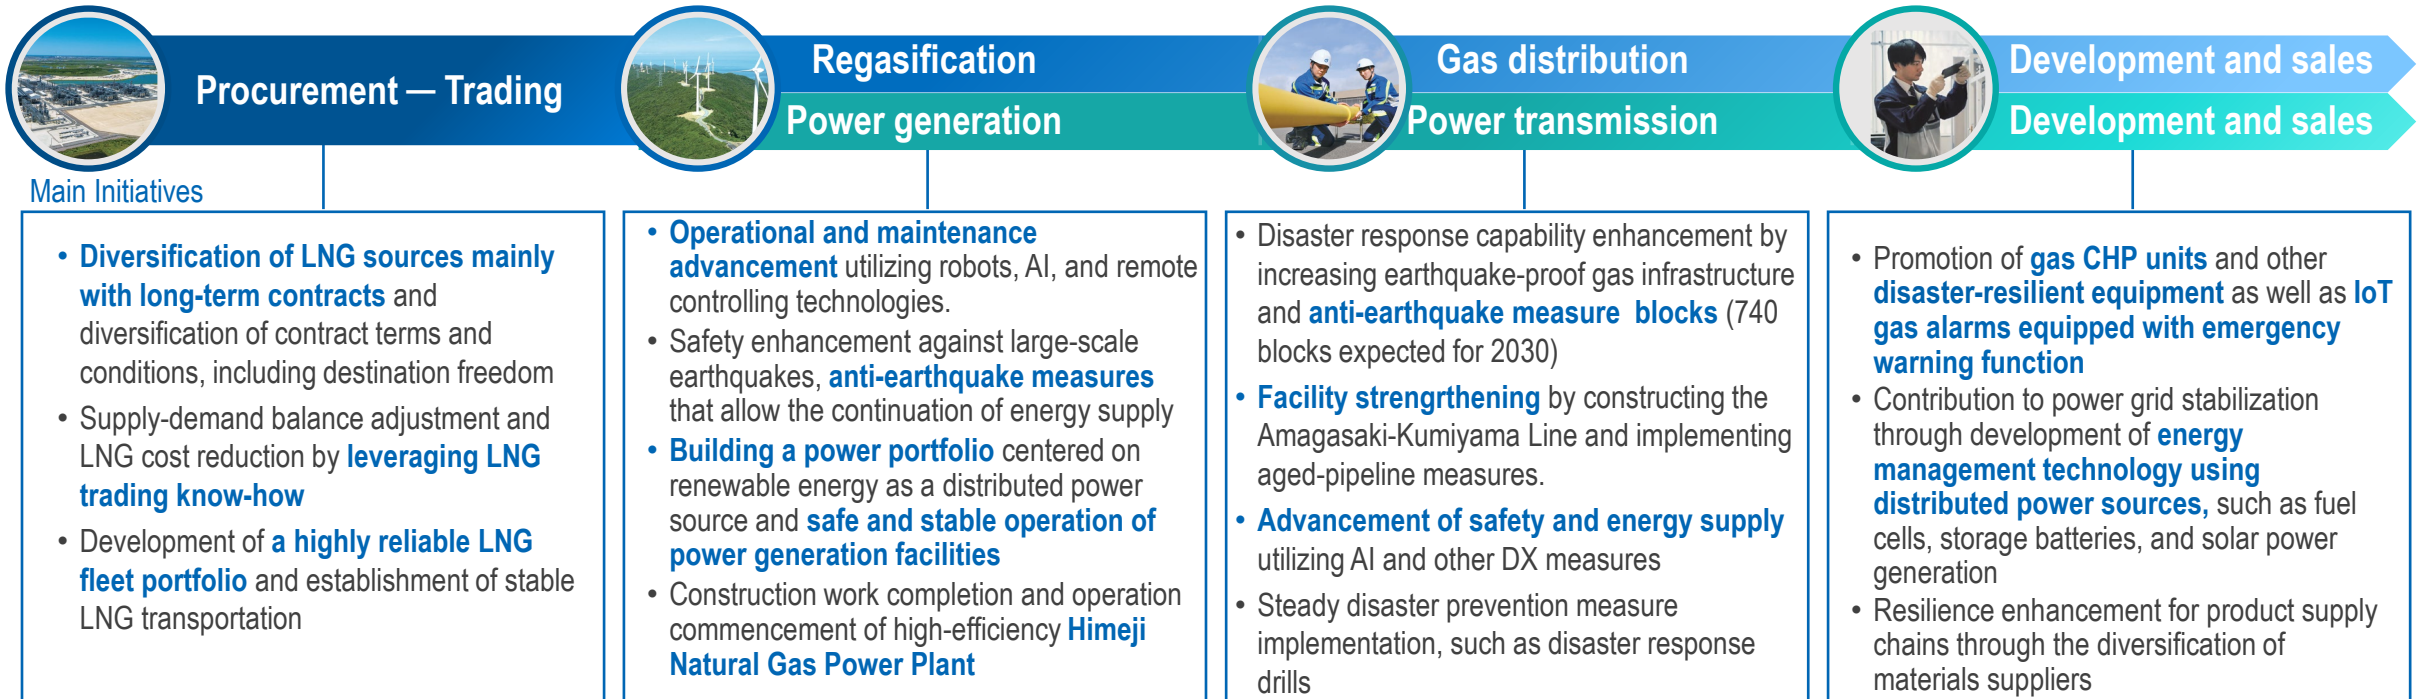 Procurement — Trading
Regasification
Power generation
Gas distribution
Power transmission
Development and sales
Development and sales
Main Initiatives
• Diversification of LNG sources mainly
with long-term contracts and
diversification of contract terms and
conditions, including destination freedom
• Supply-demand balance adjustment and
LNG cost reduction by leveraging LNG
trading know-how
• Development of a highly reliable LNG
fleet portfolio and establishment of stable
LNG transportation
• Operational and maintenance
advancement utilizing robots, AI, and remote
controlling technologies.
• Safety enhancement against large-scale
earthquakes, anti-earthquake measures
that allow the continuation of energy supply
• Building a power portfolio centered on
renewable energy as a distributed power
source and safe and stable operation of
power generation facilities
• Construction work completion and operation
commencement of high-efficiency Himeji
Natural Gas Power Plant
• Disaster response capability enhancement by
increasing earthquake-proof gas infrastructure
and anti-earthquake measure blocks (740
blocks expected for 2030)
• Facility strengrthening by constructing the
Amagasaki-Kumiyama Line and implementing
aged-pipeline measures.
• Advancement of safety and energy supply
utilizing AI and other DX measures
• Steady disaster prevention measure
implementation, such as disaster response
drills
• Promotion of gas CHP units and other
disaster-resilient equipment as well as IoT
gas alarms equipped with emergency
warning function
• Contribution to power grid stabilization
through development of energy
management technology using
distributed power sources, such as fuel
cells, storage batteries, and solar power
generation
• Resilience enhancement for product supply
chains through the diversification of
materials suppliers